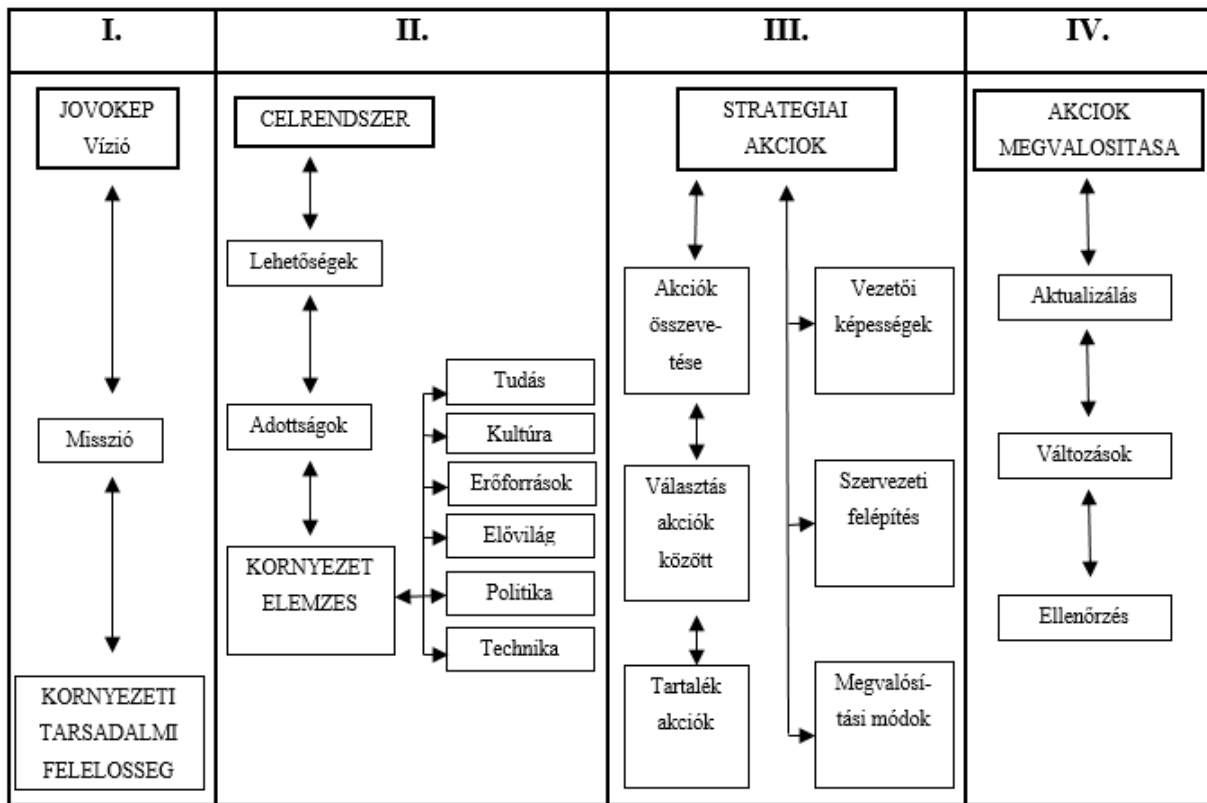 I.
II.
III.
IV.
JOVOKEP
Vízió
Misszió
KORNYEZETI
TARSADALMI
FELELOSSEG
CELRENDSZER
Lehetőségek
Adottságok
KORNYEZET
ELEMZES
Tudás
Kultúra
Erőforrások
Elővilág
Politika
Technika
STRATEGIAI
AKCIOK
Akciók
összeve-
tése
Választás
akciók
között
Tartalék
akciók
Vezetői
képességek
Szervezeti
felépítés
Megvalósí-
tási módok
AKCIOK
MEGVALOSITASA
Aktualizálás
Változások
Ellenőrzés